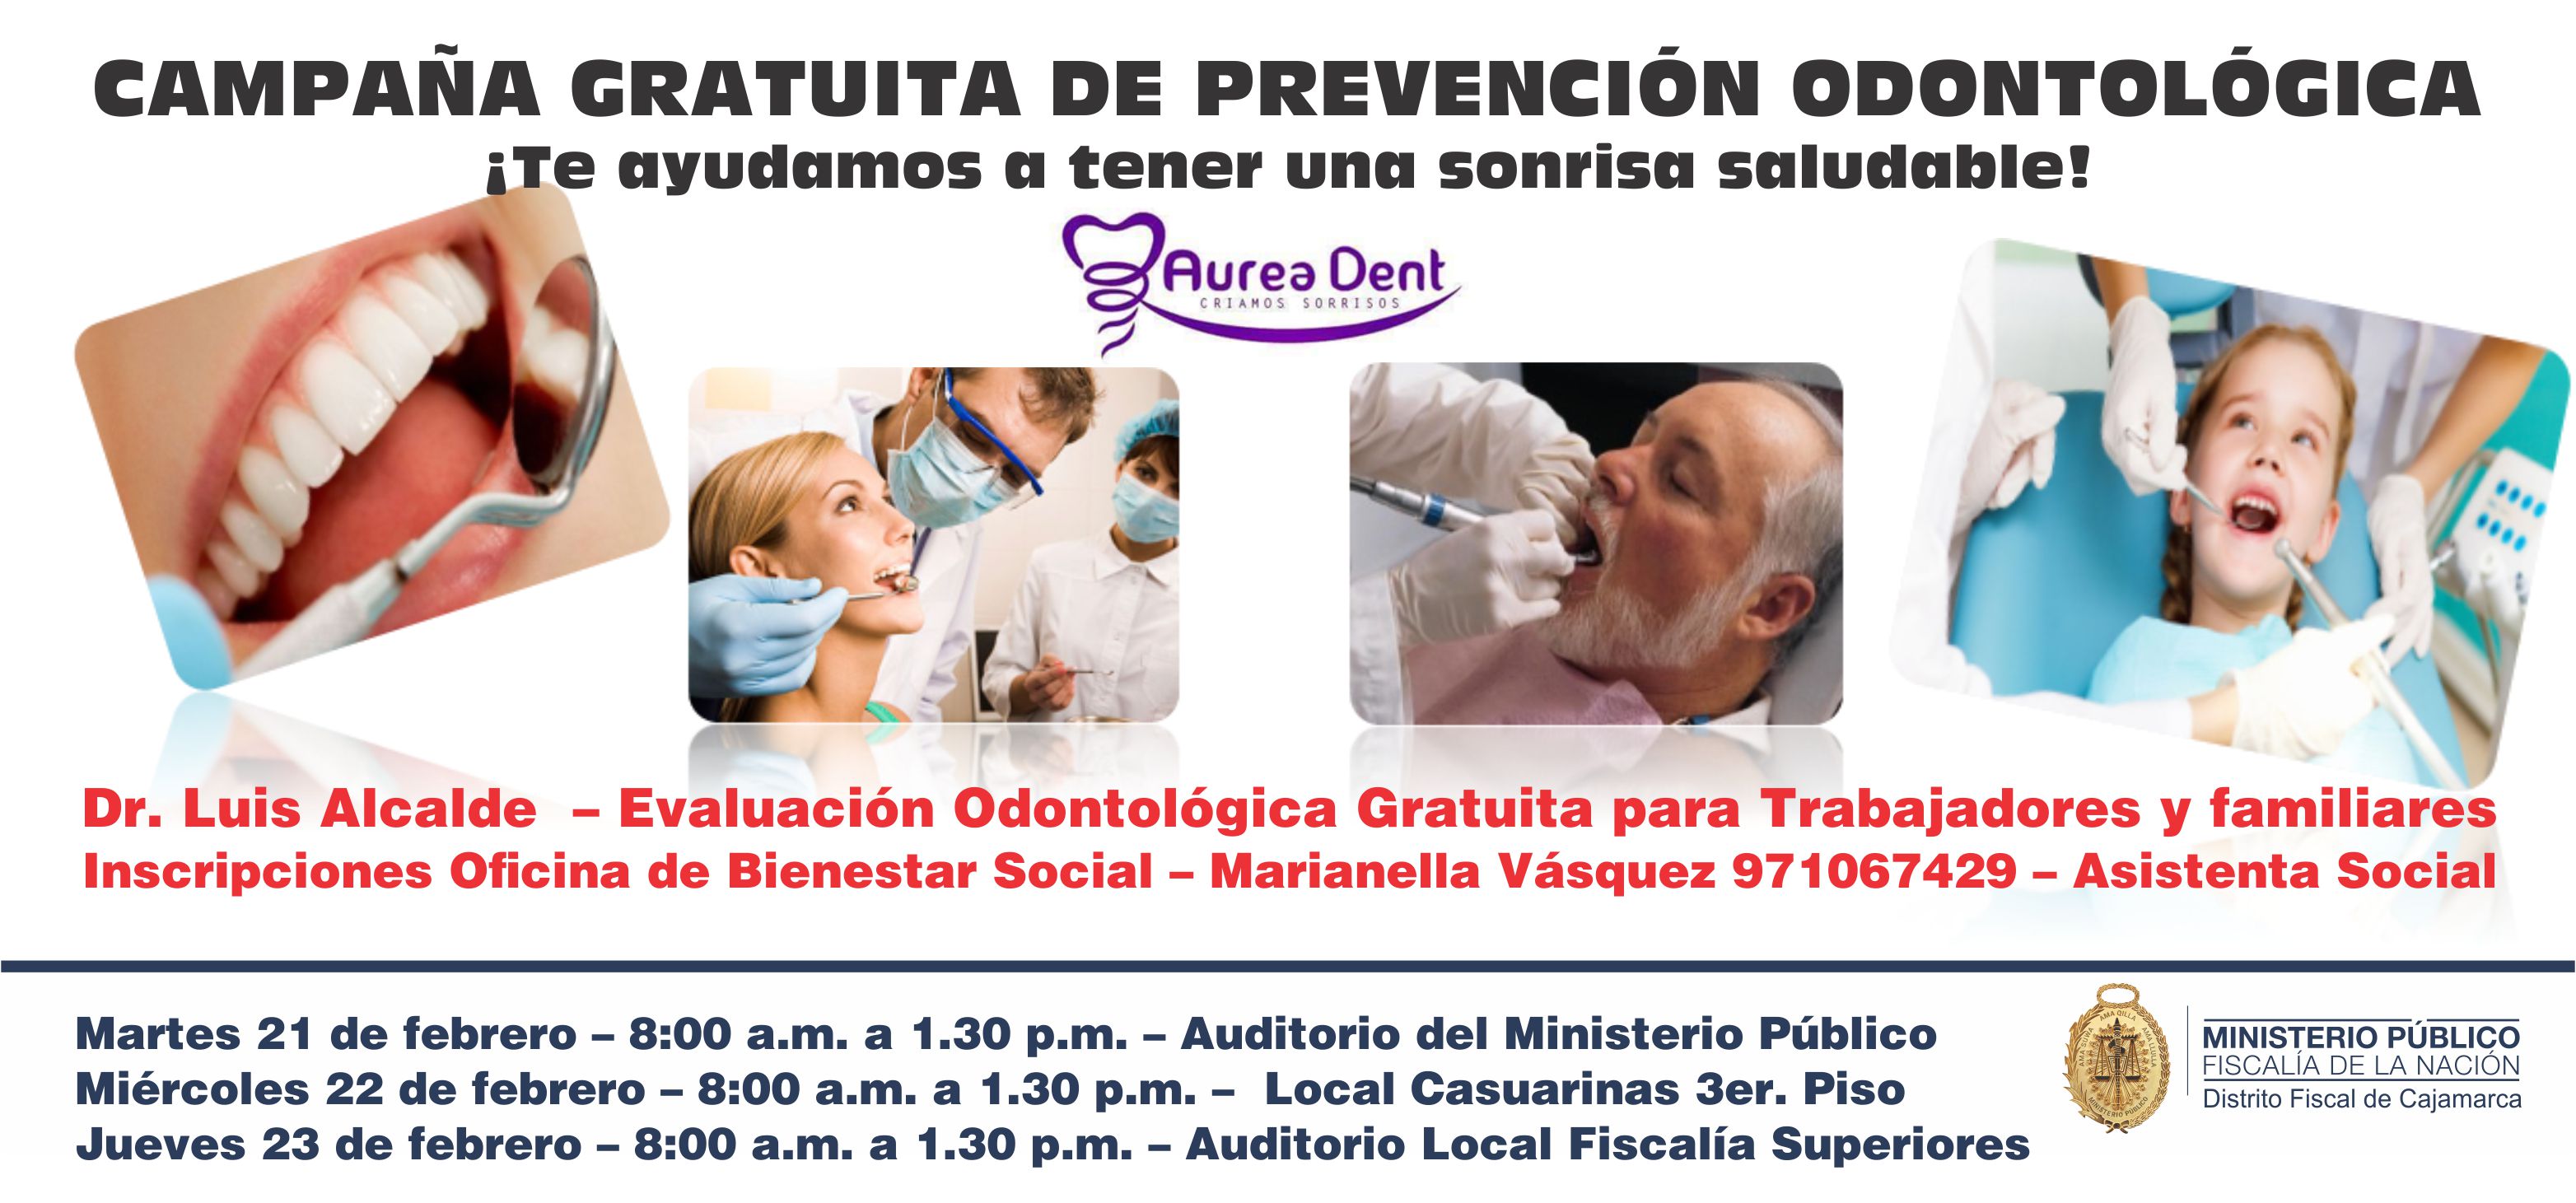 CAMPAÑA GRATUITA DE PREVENCIÓN ODONTOLÓGICA
¡Te ayudamos a tener una sonrisa saludable!
Aurea Dent
CRIAMOS SORRISOS
Dr. Luis Alcalde – Evaluación Odontológica Gratuita para Trabajadores y familiares
Inscripciones Oficina de Bienestar Social – Marianella Vásquez 971067429 – Asistenta Social
Martes 21 de febrero – 8:00 a.m. a 1.30 p.m. – Auditorio del Ministerio Público
Miércoles 22 de febrero – 8:00 a.m. a 1.30 p.m. – Local Casuarinas 3er. Piso
Jueves 23 de febrero – 8:00 a.m. a 1.30 p.m. – Auditorio Local Fiscalía Superiores
AMA QILLA
MINISTERIO PÚBLICO
MINISTERIO PÚBLICO
FISCALÍA DE LA NACIÓN
Distrito Fiscal de Cajamarca